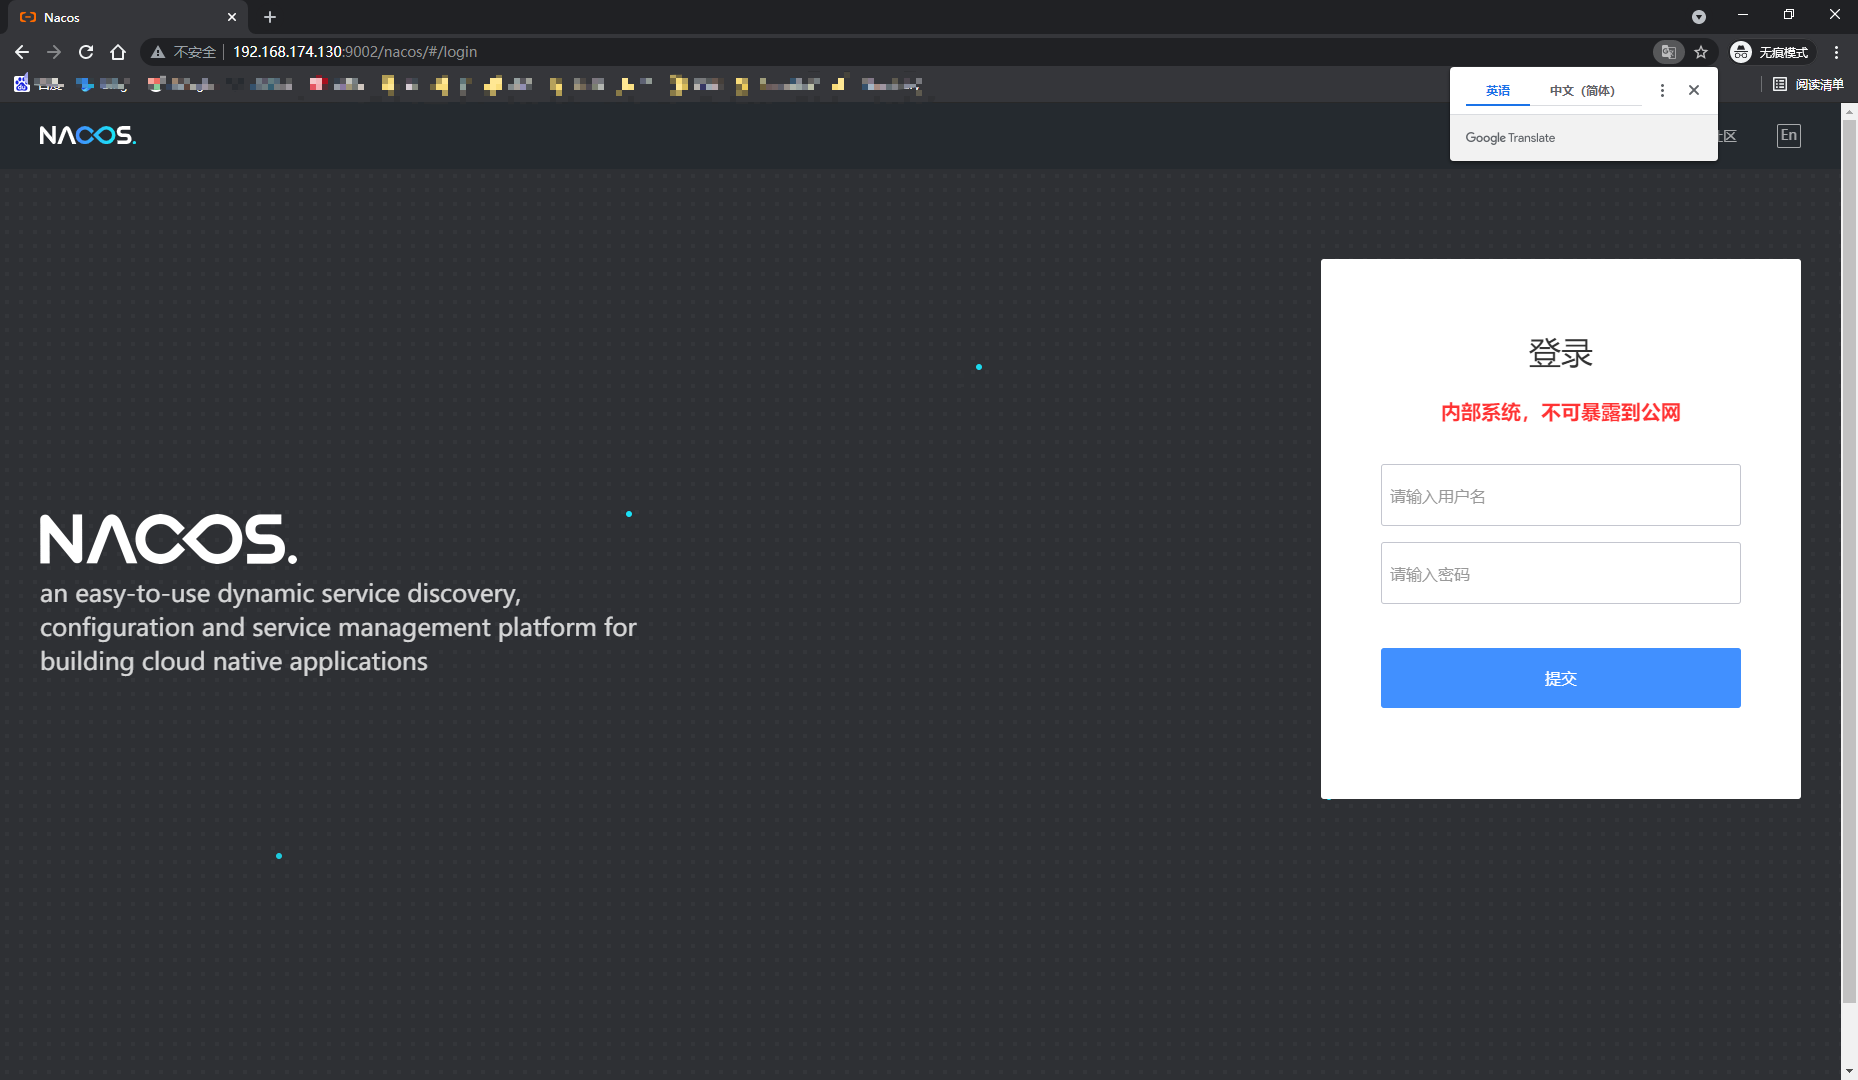 Nacos
不安全 192.168.174.130:9002/nacos/#/login
无痕模式
阅读清单
英语 中文（简体）
Google Translate
NACOS.
区 En
登录
内部系统，不可暴露到公网
请输入用户名
请输入密码
提交
NACOS.
an easy-to-use dynamic service discovery,
configuration and service management platform for
building cloud native applications